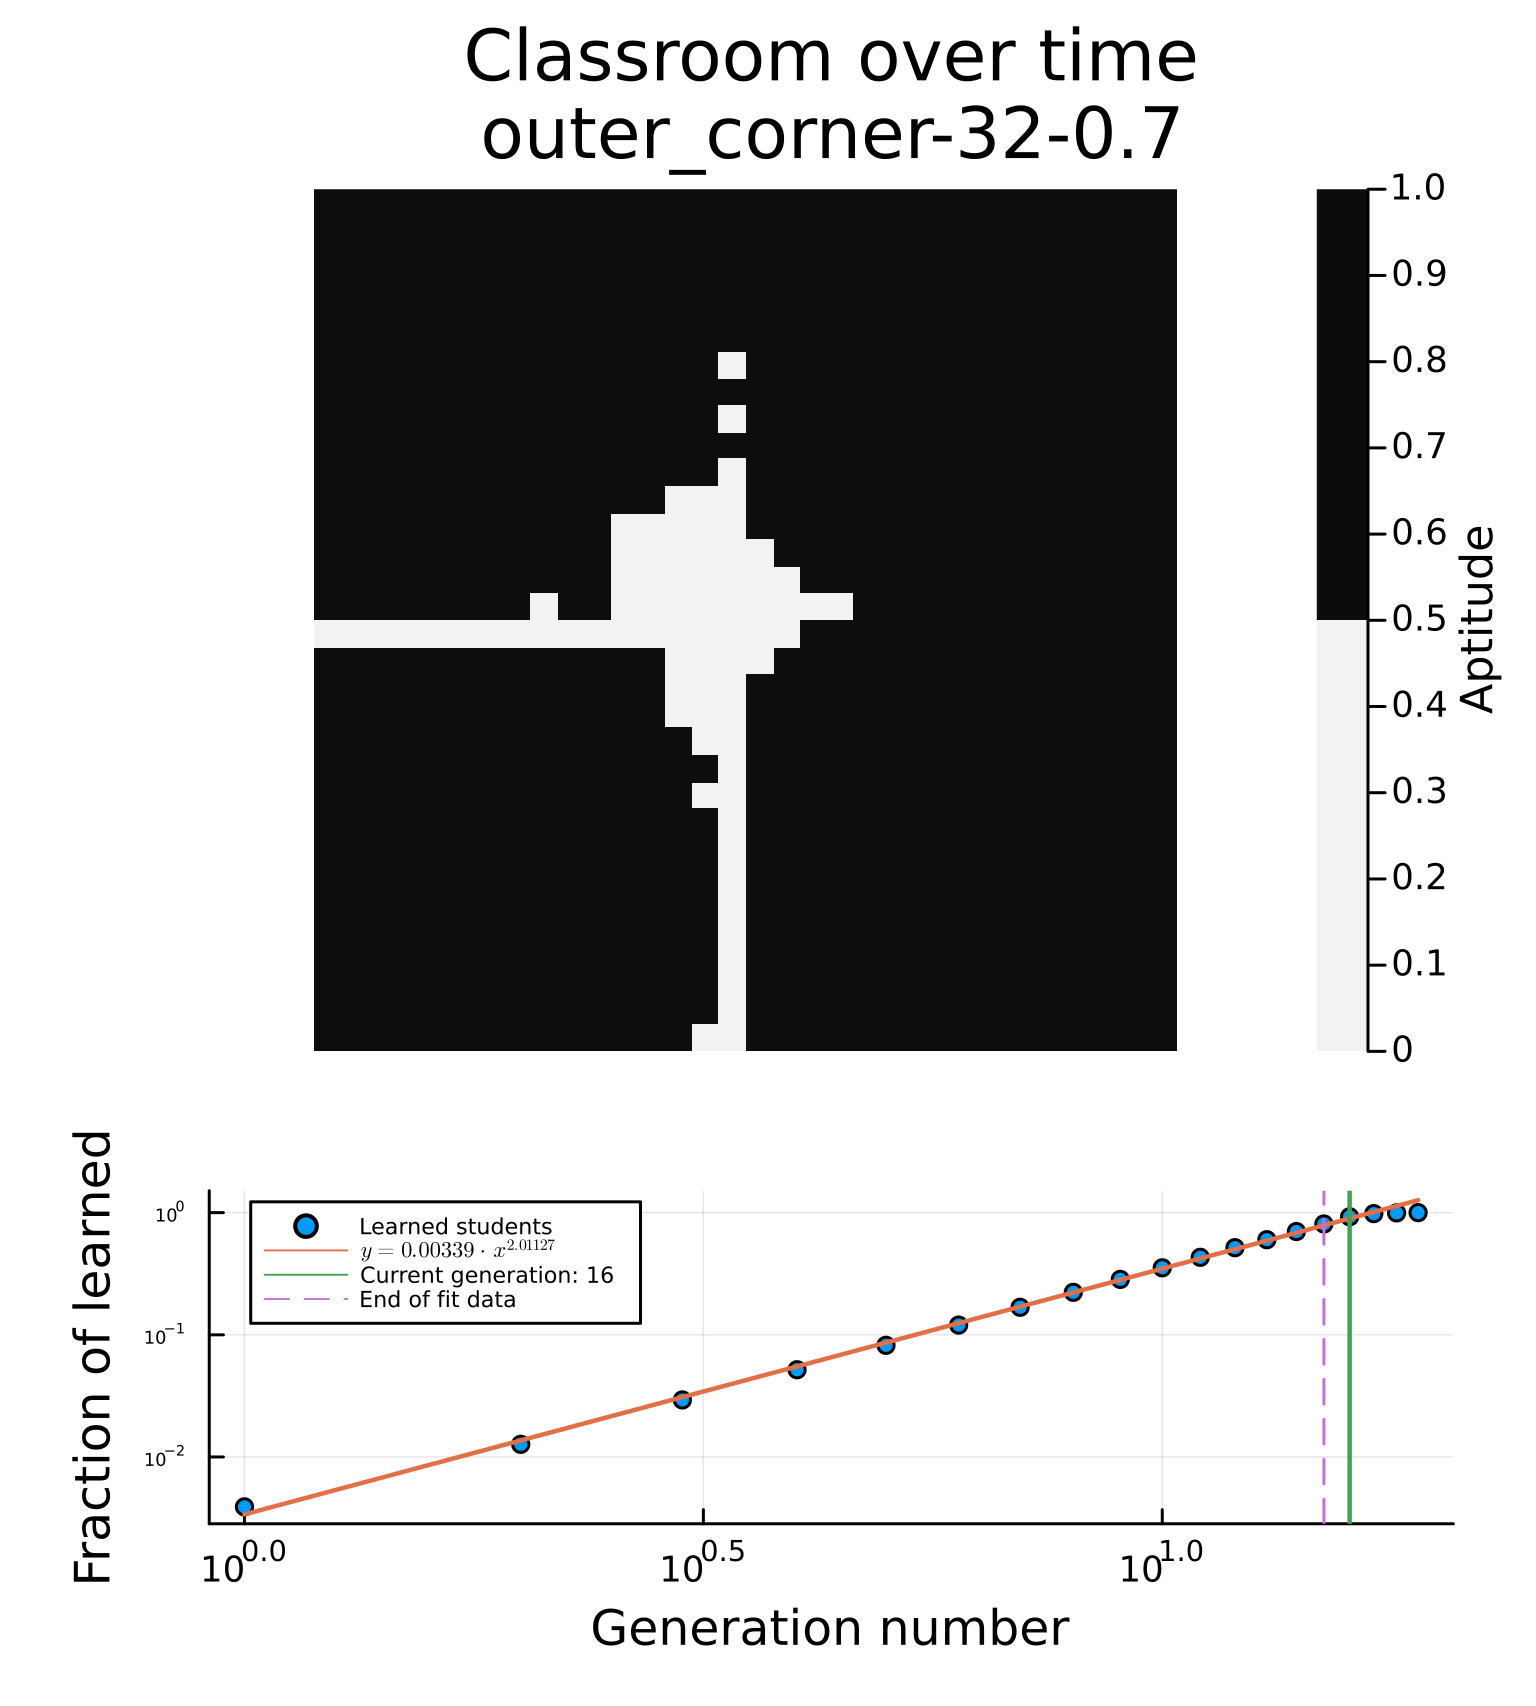 Classroom over time
outer_corner-32-0.7
1.0
0.9
0.8
0.7
0.6
0.5
0.4
0.3
0.2
0.1
0
Aptitude
Fraction of learned
10⁰
10⁻¹
10⁻²
Learned students
y = 0.00339 · x^2.01127
Current generation: 16
End of fit data
10^0.0
10^0.5
10^1.0
Generation number